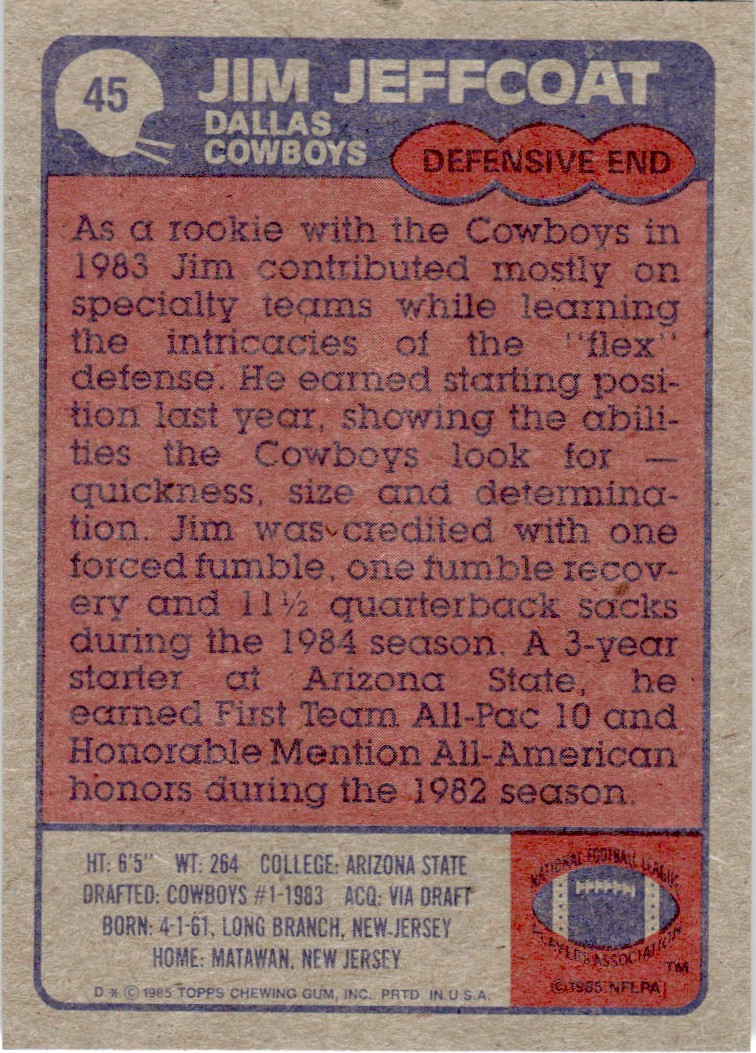 45
JIM JEFFCOAT
DALLAS
COWBOYS
DEFENSIVE END
As a rookie with the Cowboys in
1983 Jim contributed mostly on
specialty teams while learning
the intricacies of the "flex"
defense. He earned starting posi-
tion last year, showing the abili-
ties the Cowboys look for —
quickness, size and determina-
tion. Jim was credited with one
forced fumble, one fumble recov-
ery and 11½ quarterback sacks
during the 1984 season. A 3-year
starter at Arizona State, he
earned First Team All-Pac 10 and
Honorable Mention All-American
honors during the 1982 season.
HT: 6'5" WT: 264 COLLEGE: ARIZONA STATE
DRAFTED: COWBOYS #1-1983 ACQ: VIA DRAFT
BORN: 4-1-61, LONG BRANCH, NEW JERSEY
HOME: MATAWAN, NEW JERSEY
D * © 1985 TOPPS CHEWING GUM, INC. PRTD. IN U.S.A.
NATIONAL FOOTBALL LEAGUE
PLAYERS ASSOCIATION
TM
© 1985 NFLPA